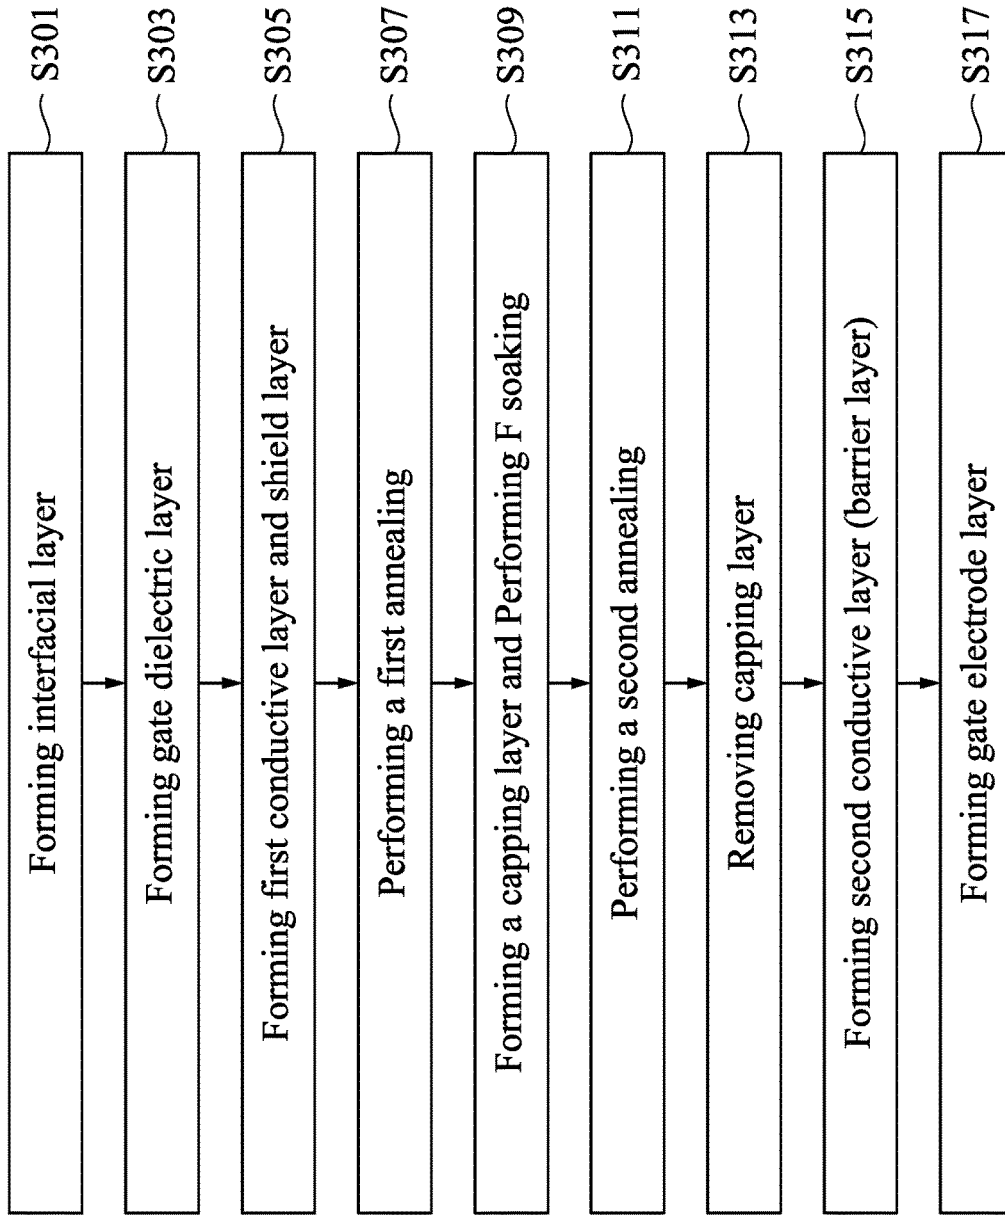 Forming interfacial layer S301
Forming gate dielectric layer S303
Forming first conductive layer and shield layer S305
Performing a first annealing S307
Forming a capping layer and Performing F soaking S309
Performing a second annealing S311
Removing capping layer S313
Forming second conductive layer (barrier layer) S315
Forming gate electrode layer S317